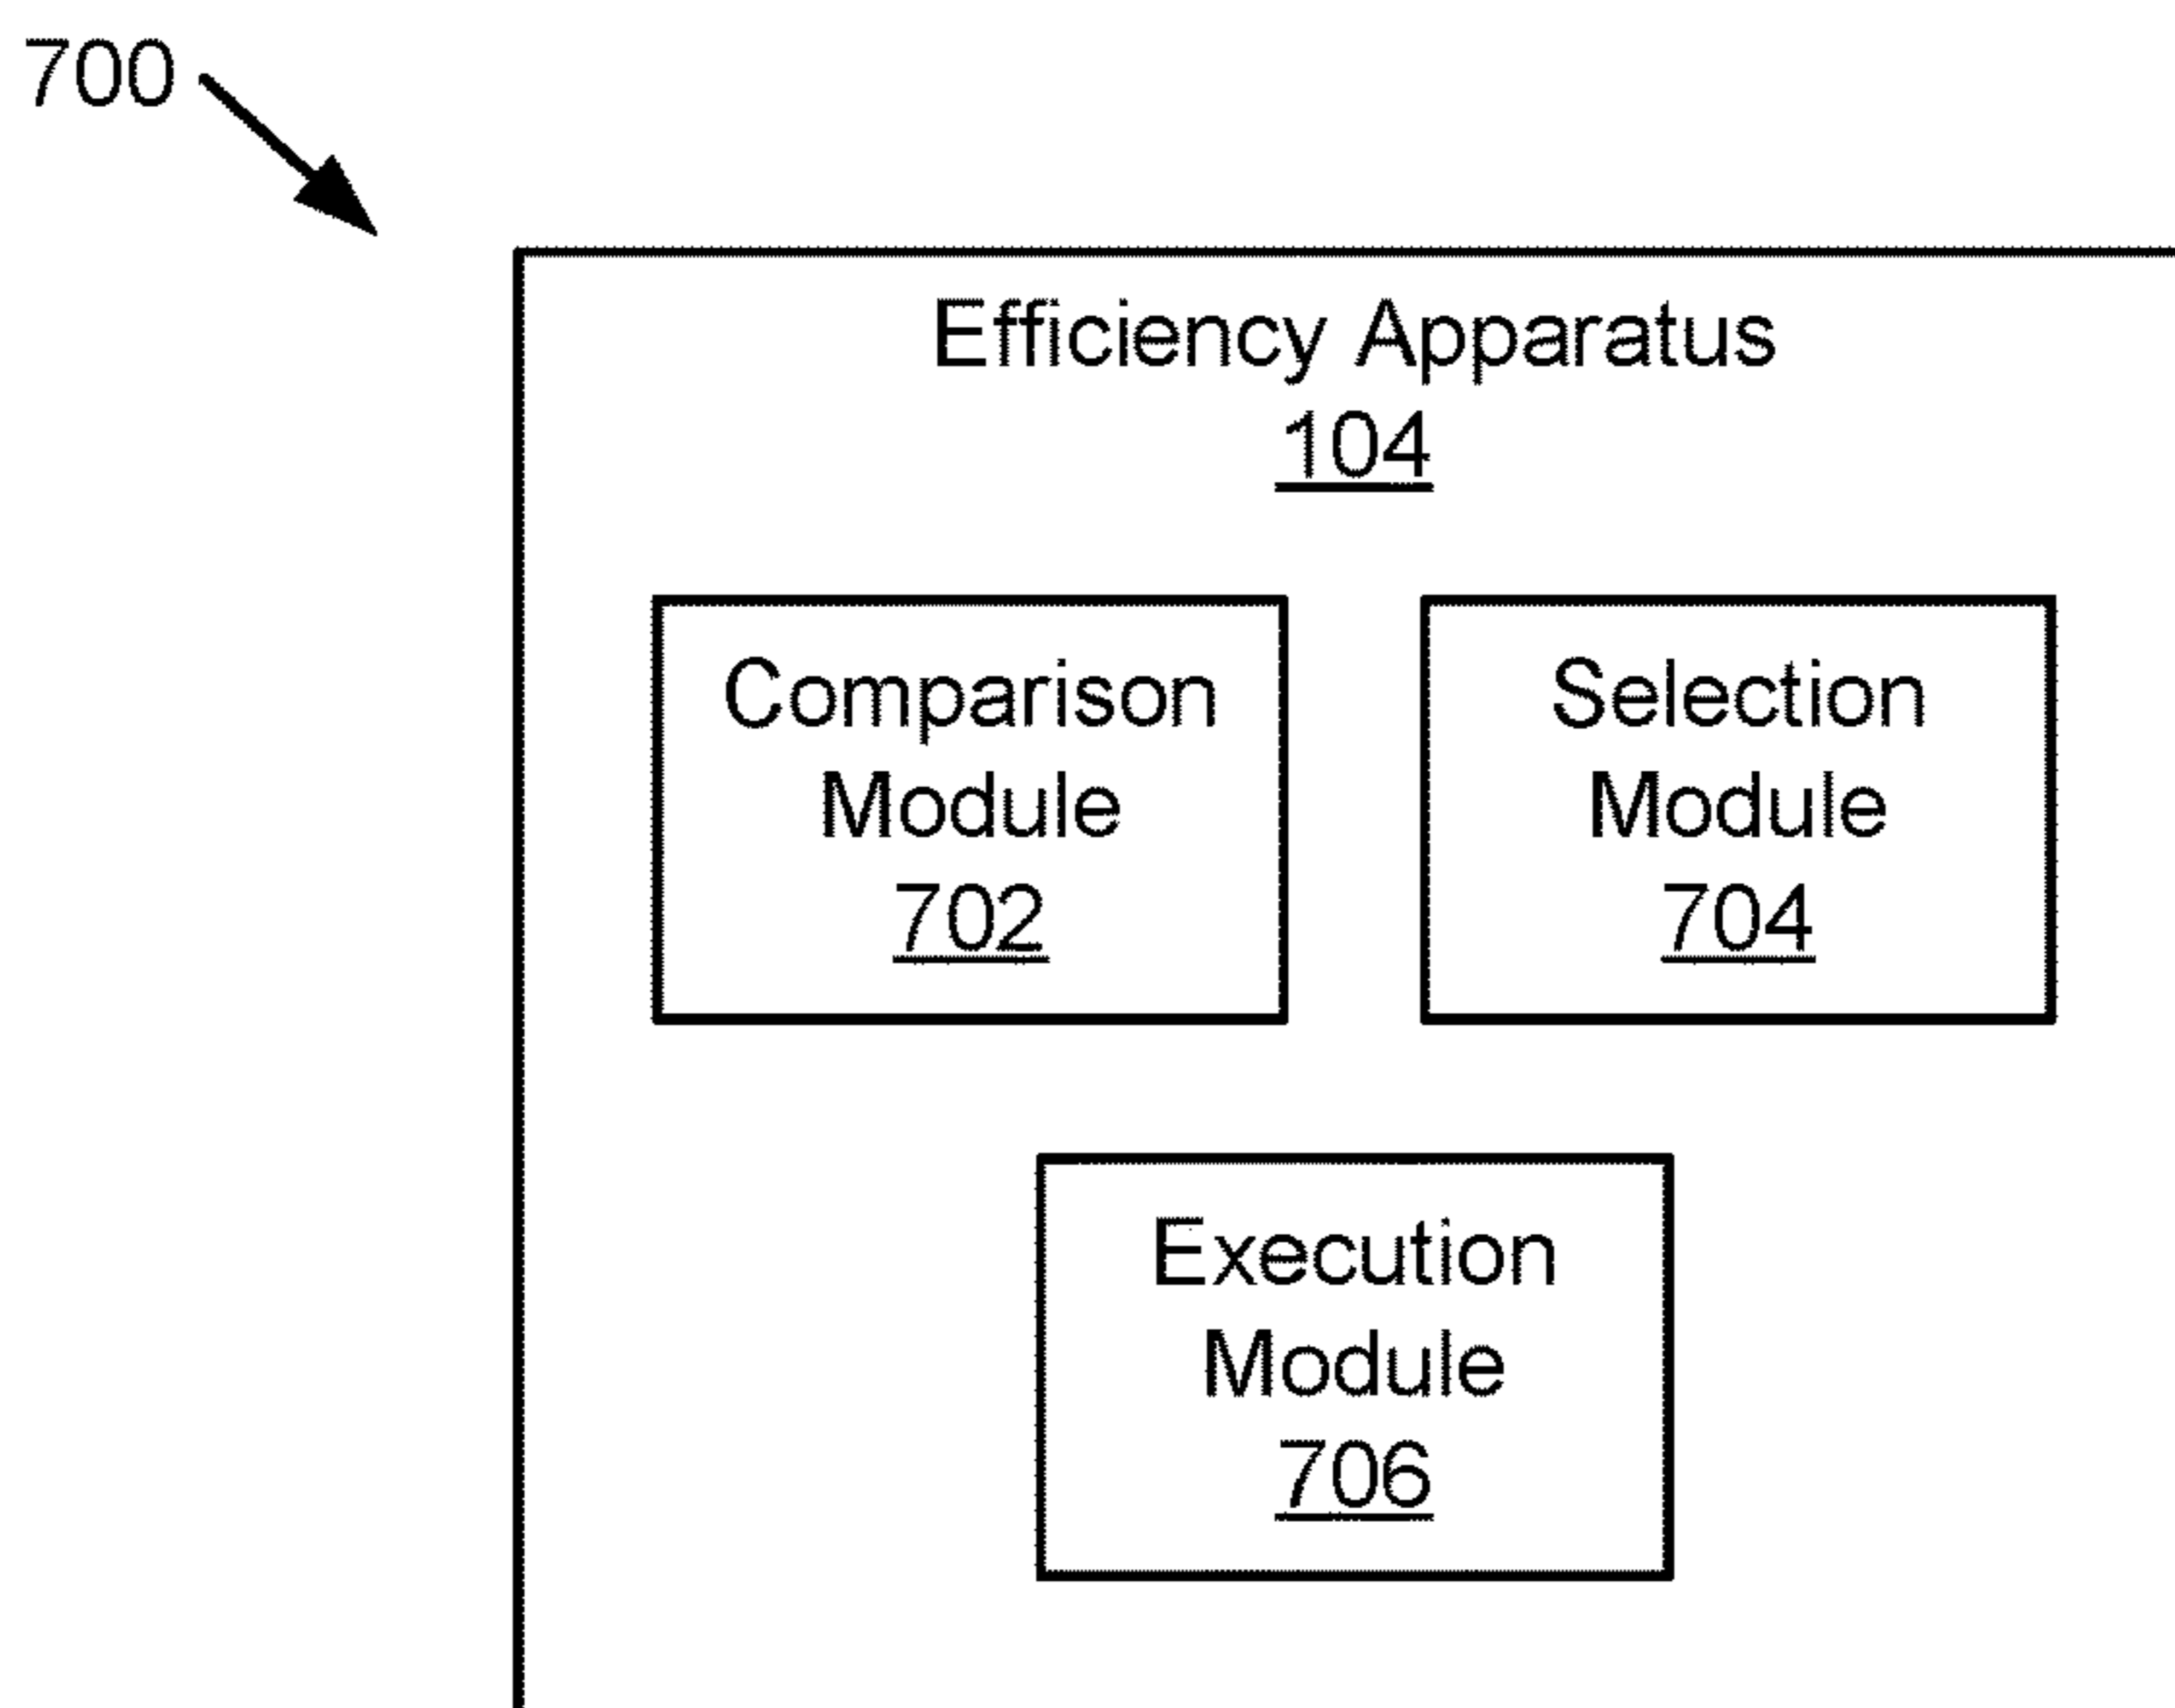 700
Efficiency Apparatus
104
Comparison
Module
702
Selection
Module
704
Execution
Module
706